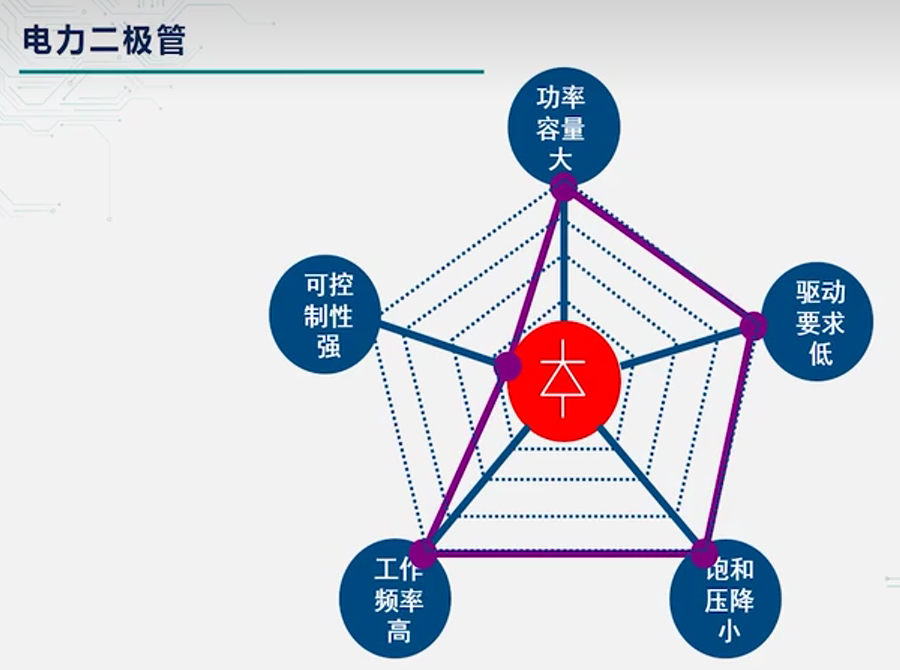 电力二极管
功率
容量
大
可控
制性
强
驱动
要求
低
工作
频率
高
饱和
压降
小